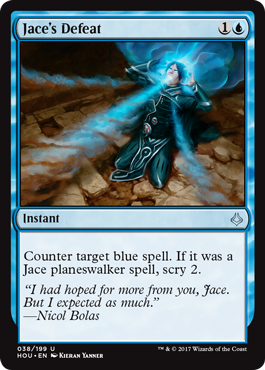 Jace's Defeat 1
Instant
Counter target blue spell. If it was a
Jace planeswalker spell, scry 2.
“I had hoped for more from you, Jace.
But I expected as much.”
—Nicol Bolas
038/199 U
HOU • EN KIERAN YANNER
™ & © 2017 Wizards of the Coast